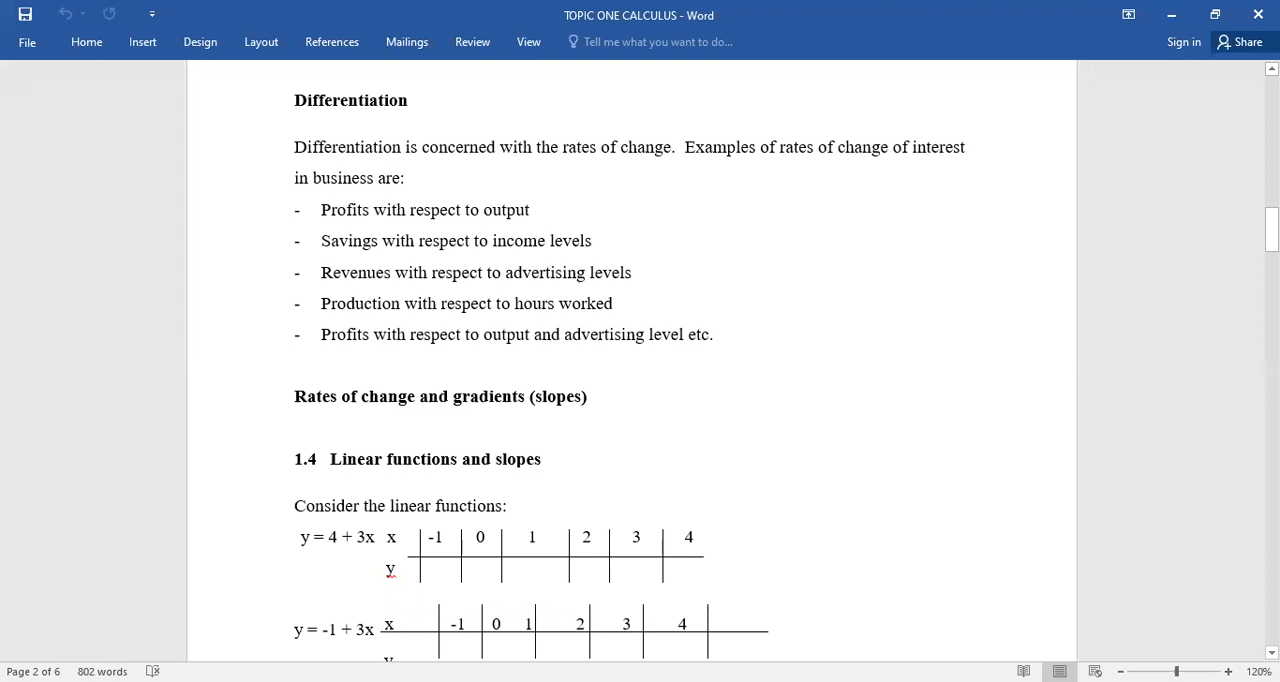 TOPIC ONE CALCULUS - Word
File Home Insert Design Layout References Mailings Review View Tell me what you want to do... Sign in Share
Differentiation
Differentiation is concerned with the rates of change.  Examples of rates of change of interest
in business are:
- Profits with respect to output
- Savings with respect to income levels
- Revenues with respect to advertising levels
- Production with respect to hours worked
- Profits with respect to output and advertising level etc.
Rates of change and gradients (slopes)
1.4 Linear functions and slopes
Consider the linear functions:
y = 4 + 3x x -1 0 1 2 3 4
y
y = -1 + 3x x -1 0 1 2 3 4
y
Page 2 of 6 802 words 120%